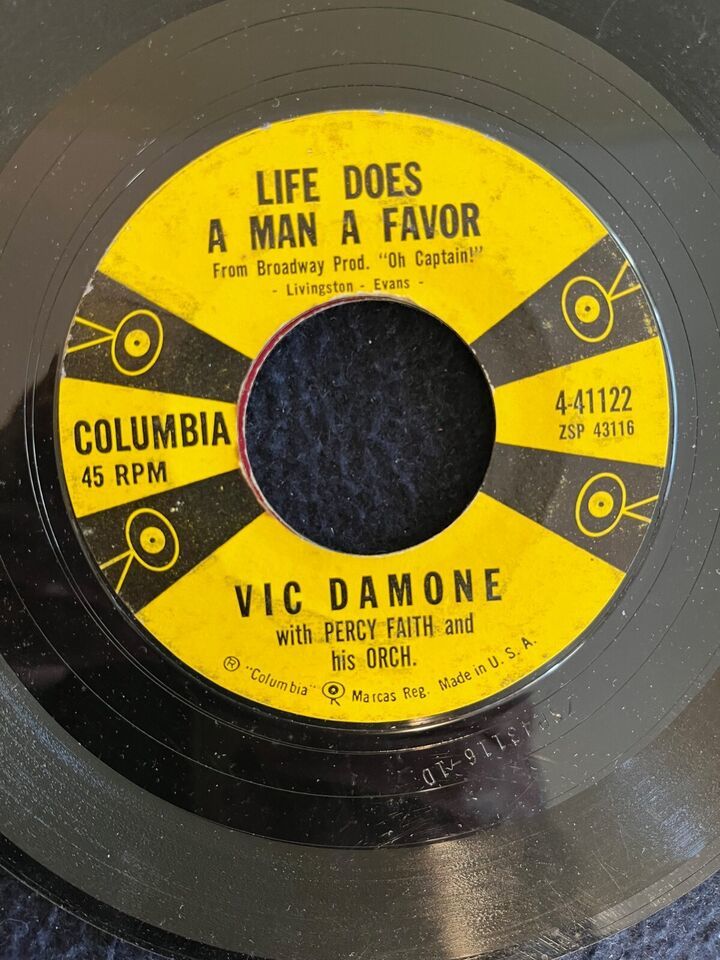 LIFE DOES
A MAN A FAVOR
From Broadway Prod. "Oh Captain!"
- Livingston - Evans -
COLUMBIA
45 RPM
4-41122
ZSP 43116
VIC DAMONE
with PERCY FAITH and
his ORCH.
® "Columbia" Marcas Reg. Made in U. S. A.